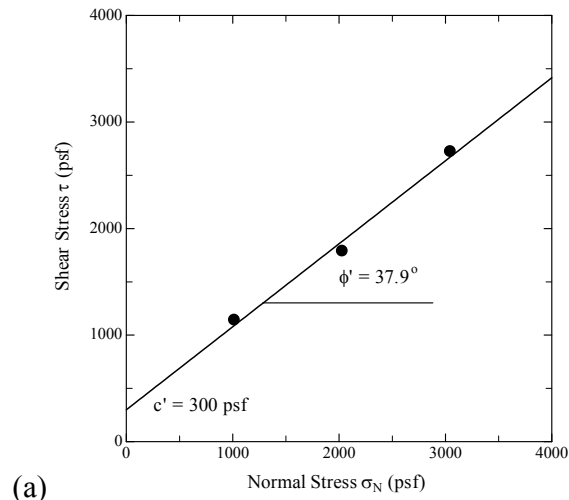 4000
3000
2000
1000
0
Shear Stress τ (psf)
ϕ' = 37.9°
c' = 300 psf
0 1000 2000 3000 4000
Normal Stress σN (psf)
(a)